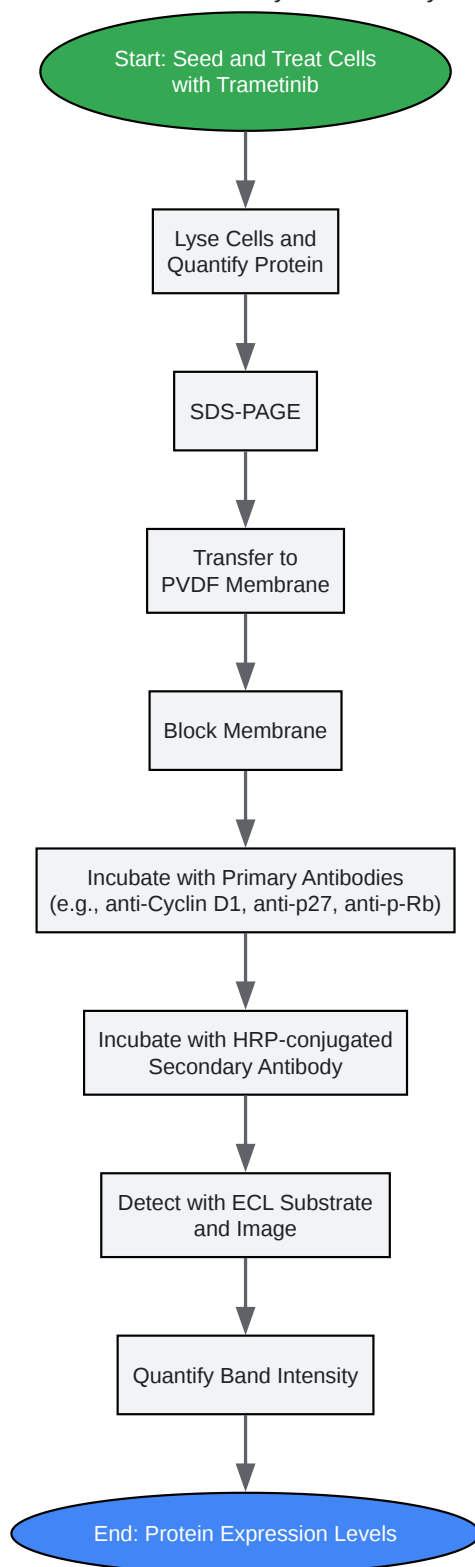 Start: Seed and Treat Cells
with Trametinib
Lyse Cells and
Quantify Protein
SDS-PAGE
Transfer to
PVDF Membrane
Block Membrane
Incubate with Primary Antibodies
(e.g., anti-Cyclin D1, anti-p27, anti-p-Rb)
Incubate with HRP-conjugated
Secondary Antibody
Detect with ECL Substrate
and Image
Quantify Band Intensity
End: Protein Expression Levels